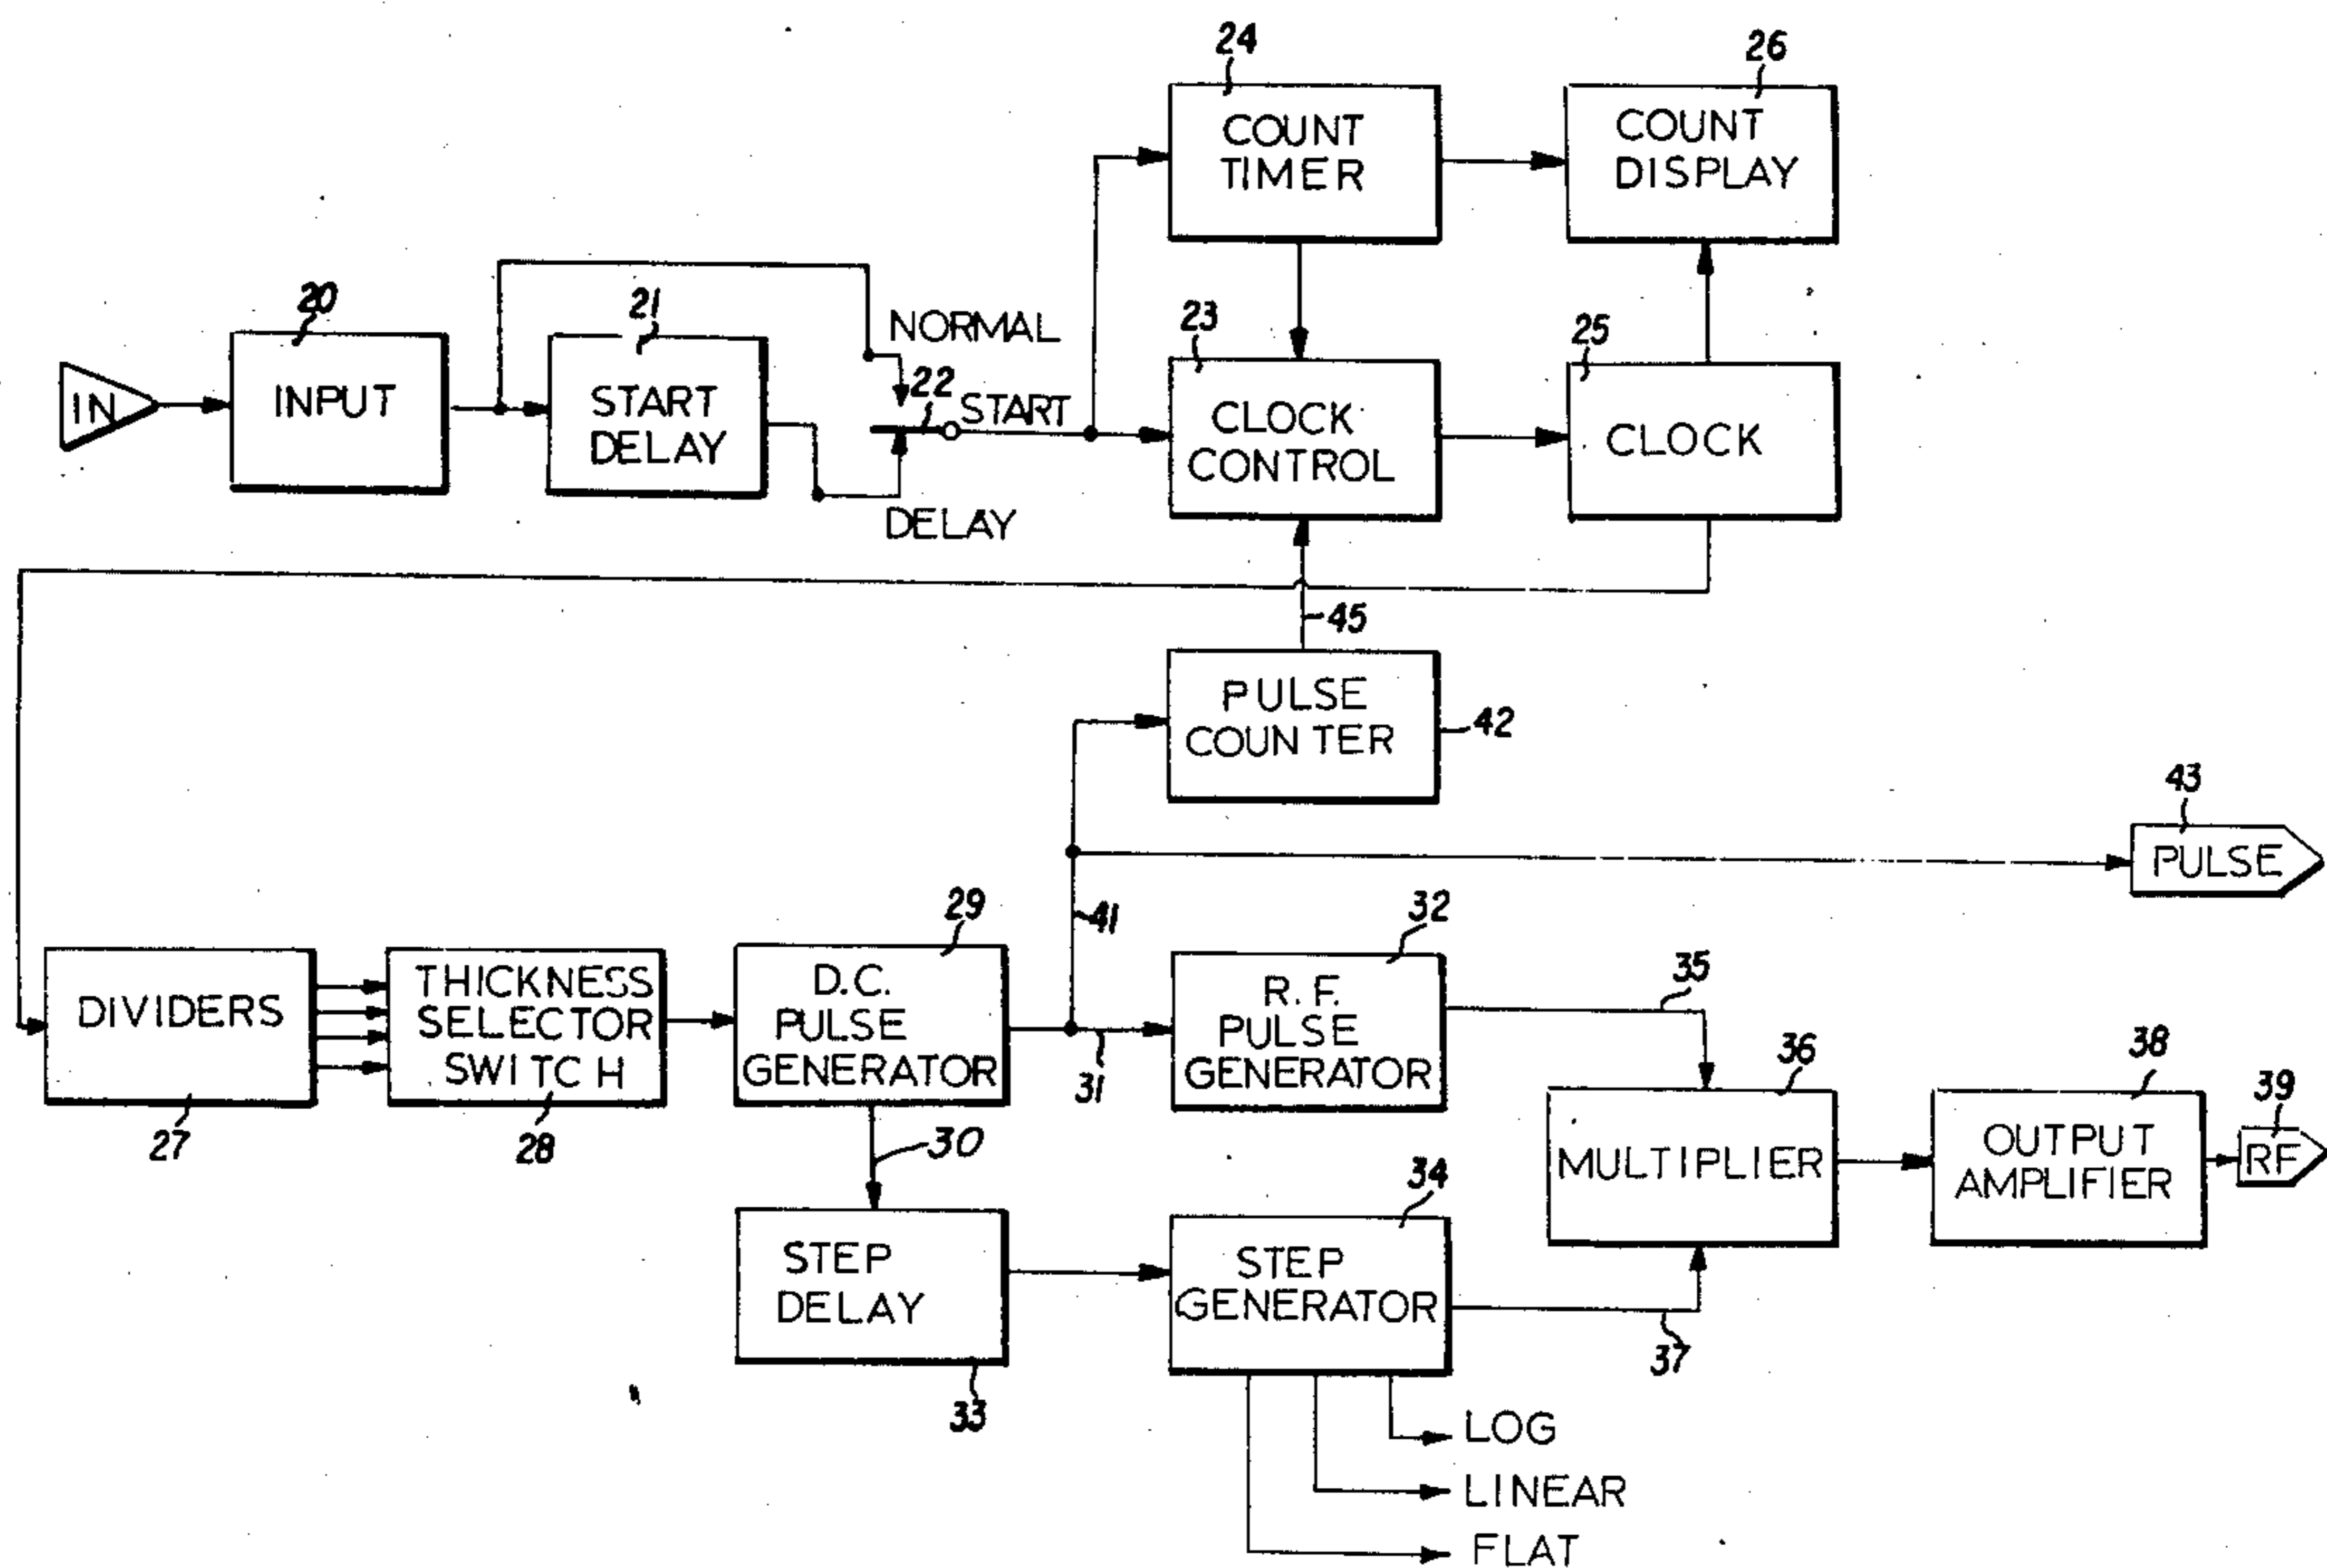 24
26
COUNT
TIMER
COUNT
DISPLAY
20
21
NORMAL
23
25
IN
INPUT
START
DELAY
22
START
CLOCK
CONTROL
CLOCK
DELAY
45
PULSE
COUNTER
42
43
PULSE
29
41
32
35
DIVIDERS
THICKNESS
SELECTOR
SWITCH
D.C.
PULSE
GENERATOR
31
R.F.
PULSE
GENERATOR
36
38
39
27
28
30
34
MULTIPLIER
OUTPUT
AMPLIFIER
RF
STEP
DELAY
STEP
GENERATOR
33
37
LOG
LINEAR
FLAT